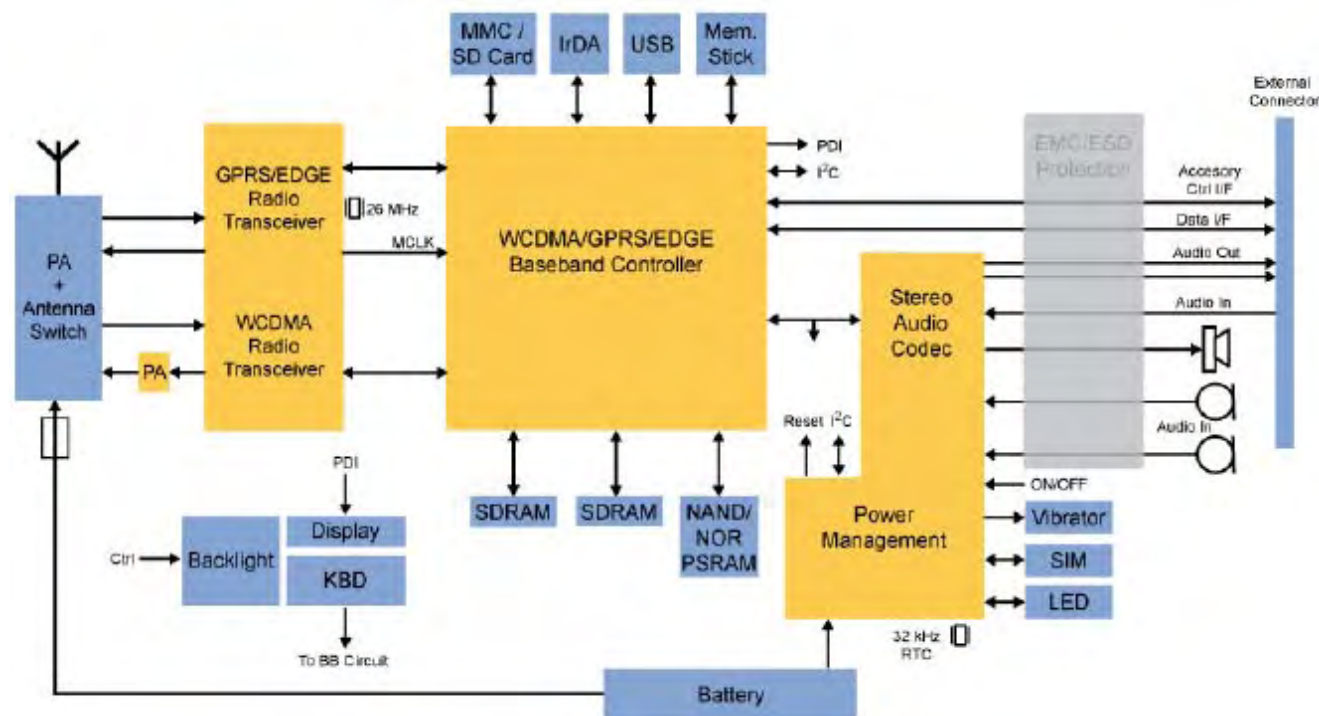 MMC /
SD Card
IrDA
USB
Mem.
Stick
External
Connector
EMC/ESD
Protection
PDI
I²C
GPRS/EDGE
Radio
Transceiver
26 MHz
MCLK
WCDMA/GPRS/EDGE
Baseband Controller
Accesory
Ctrl I/F
Data I/F
Audio Out
Audio In
PA
+
Antenna
Switch
WCDMA
Radio
Transceiver
PA
Stereo
Audio
Codec
Reset
I²C
Audio In
ON/OFF
PDI
SDRAM
SDRAM
NAND/
NOR
PSRAM
Power
Management
Vibrator
SIM
LED
Ctrl
Backlight
Display
KBD
To BB Circuit
32 kHz
RTC
Battery